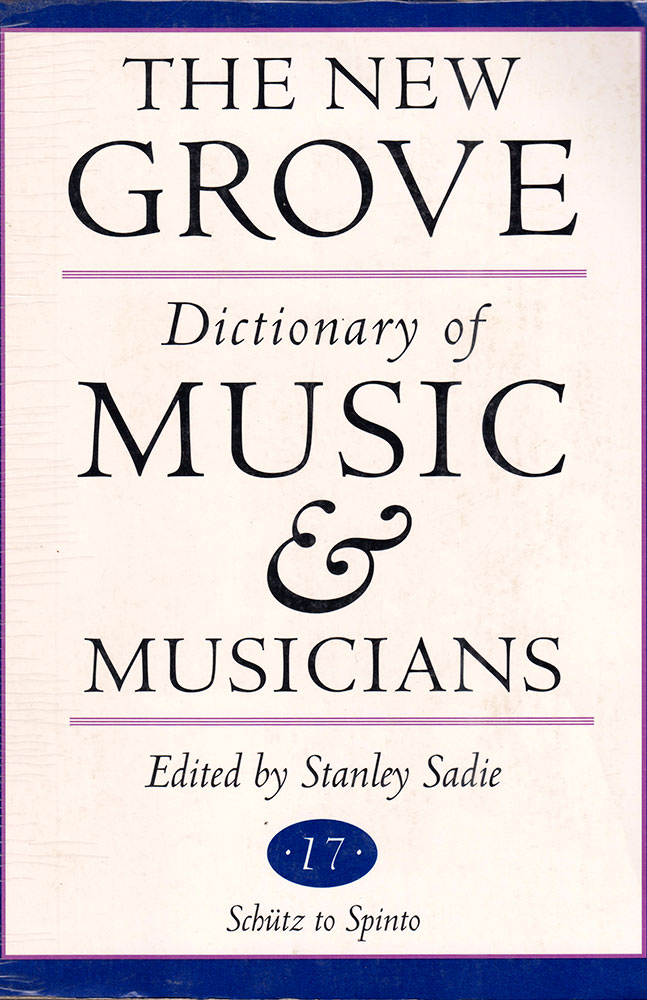 THE NEW
GROVE
Dictionary of
MUSIC
&
MUSICIANS
Edited by Stanley Sadie
·17·
Schütz to Spinto